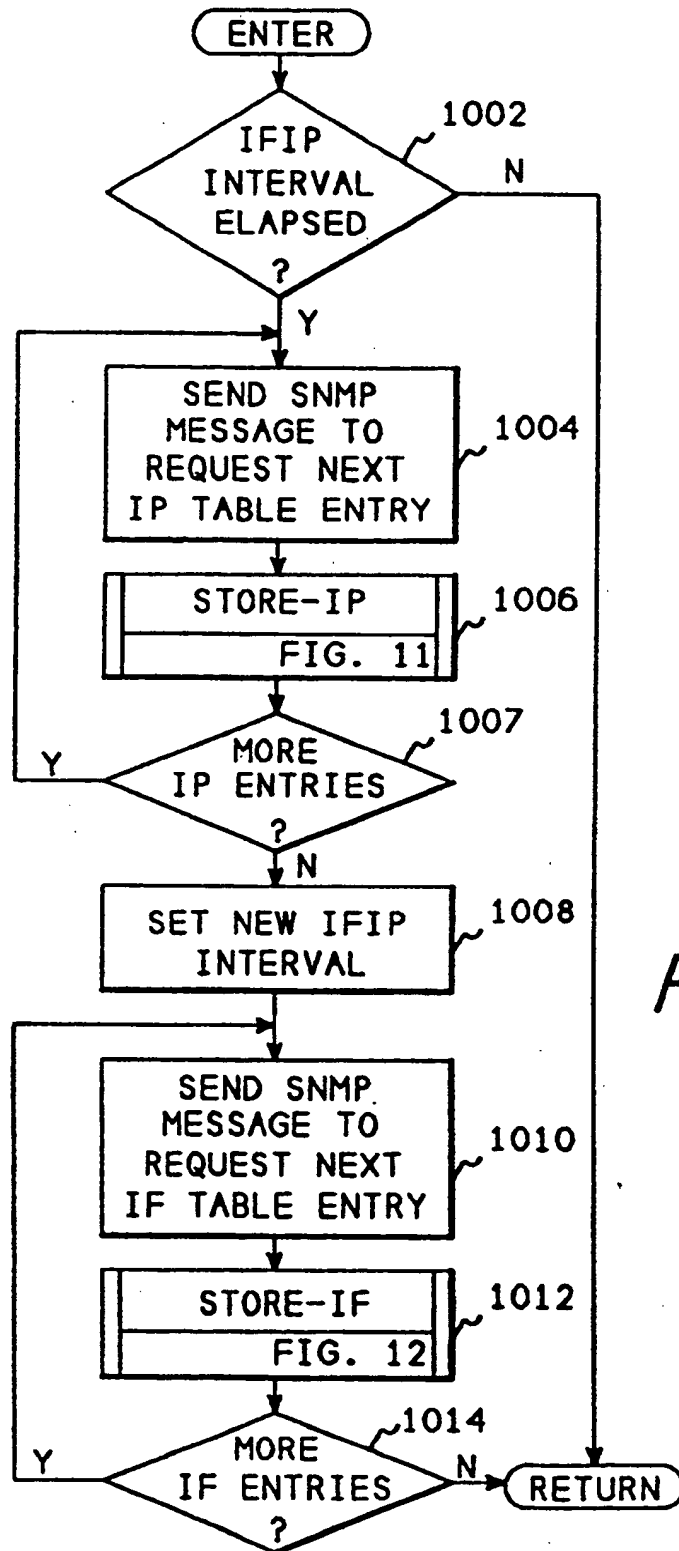 ENTER
IFIP
INTERVAL
ELAPSED
?
1002
N
Y
SEND SNMP
MESSAGE TO
REQUEST NEXT
IP TABLE ENTRY
1004
STORE-IP
FIG. 11
1006
1007
MORE
IP ENTRIES
?
Y
N
SET NEW IFIP
INTERVAL
1008
SEND SNMP
MESSAGE TO
REQUEST NEXT
IF TABLE ENTRY
1010
STORE-IF
FIG. 12
1012
1014
MORE
IF ENTRIES
?
Y
N
RETURN